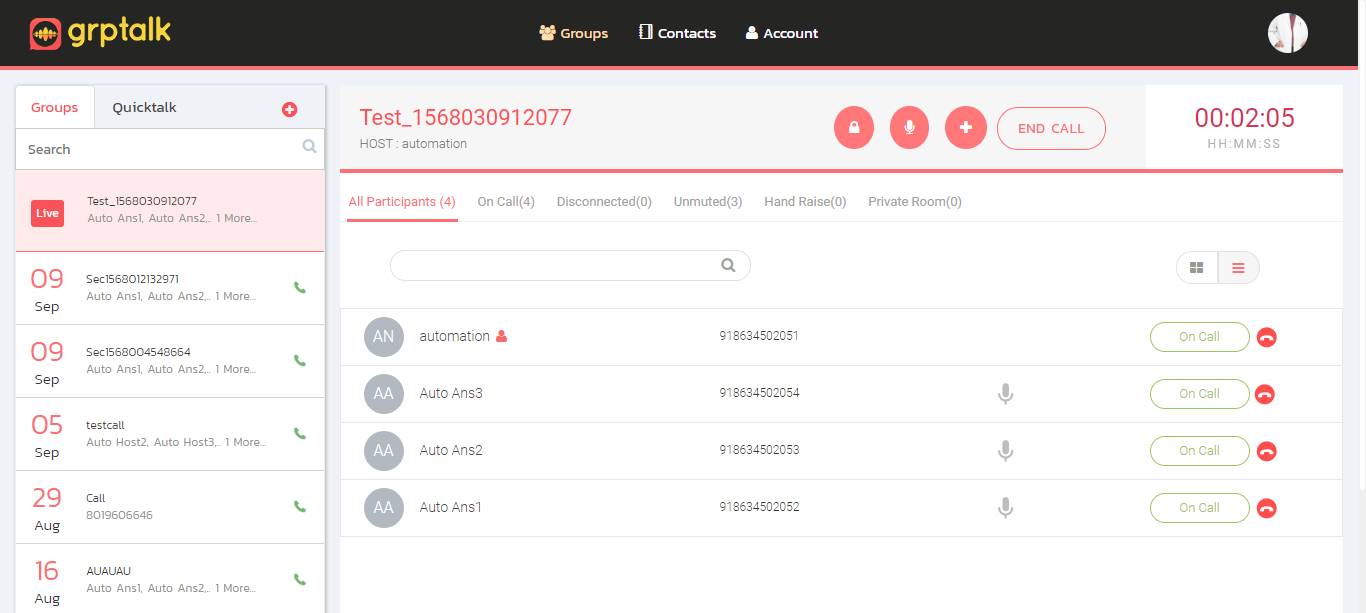 grptalk
Groups
Contacts
Account
Groups
Quicktalk
Search
Live
Test_1568030912077
Auto Ans1, Auto Ans2,.. 1 More...
09
Sep
Sec1568012132971
Auto Ans1, Auto Ans2,.. 1 More...
09
Sep
Sec1568004548664
Auto Ans1, Auto Ans2,.. 1 More...
05
Sep
testcall
Auto Host2, Auto Host3,.. 1 More...
29
Aug
Call
8019606646
16
Aug
AUAUAU
Auto Ans1, Auto Ans2,.. 1 More...
Test_1568030912077
HOST : automation
END CALL
00:02:05
HH:MM:SS
All Participants (4)
On Call(4)
Disconnected(0)
Unmuted(3)
Hand Raise(0)
Private Room(0)
AN automation 918634502051 On Call
AA Auto Ans3 918634502054 On Call
AA Auto Ans2 918634502053 On Call
AA Auto Ans1 918634502052 On Call